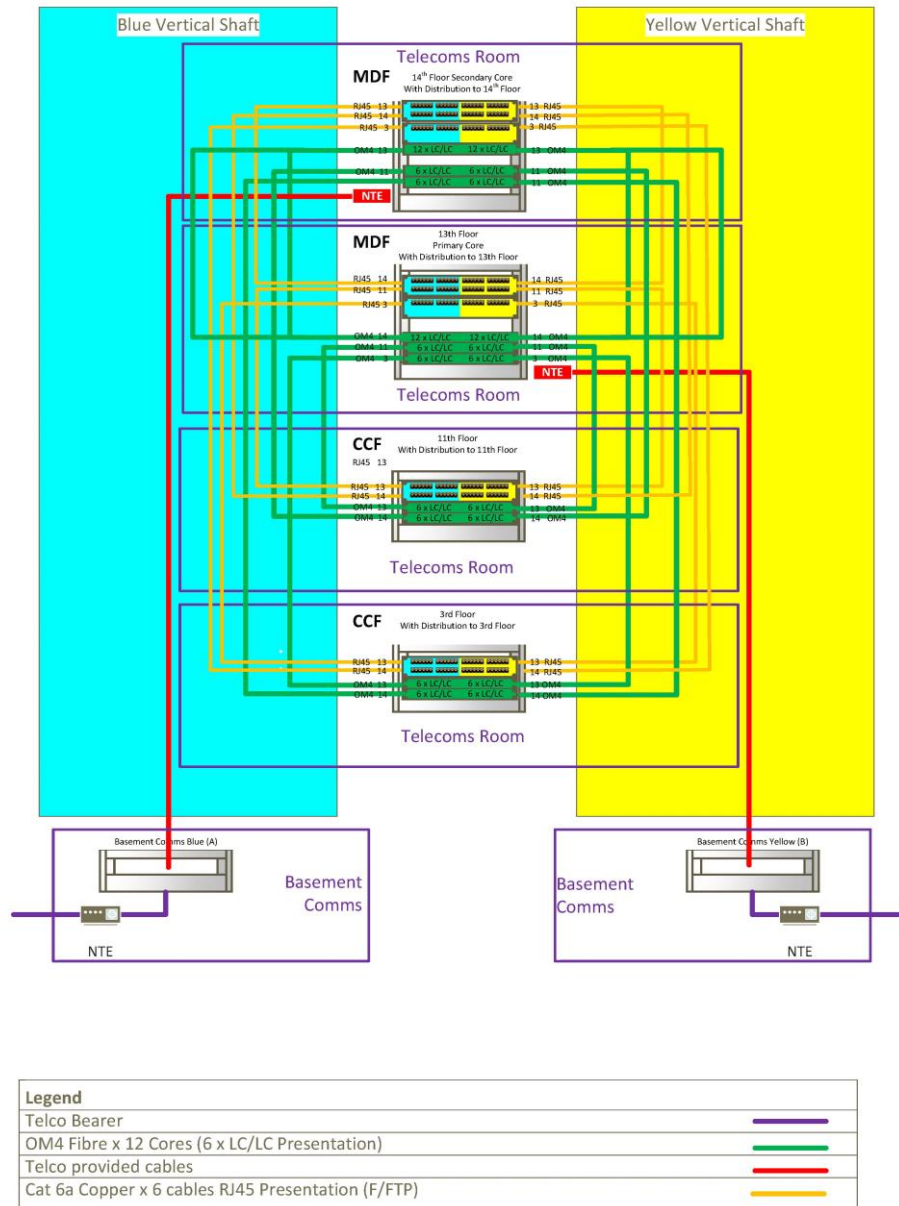 Blue Vertical Shaft
Yellow Vertical Shaft
Telecoms Room
MDF
14th Floor Secondary Core
With Distribution to 14th Floor
RJ45 13
13 RJ45
RJ45 14
14 RJ45
RJ45 3
3 RJ45
OM4 13
12 x LC/LC 12 x LC/LC
13 OM4
OM4 11
6 x LC/LC 6 x LC/LC
11 OM4
6 x LC/LC 6 x LC/LC
11 OM4
NTE
MDF
13th Floor
Primary Core
With Distribution to 13th Floor
RJ45 14
14 RJ45
RJ45 11
11 RJ45
RJ45 3
3 RJ45
OM4 14
12 x LC/LC 12 x LC/LC
14 OM4
OM4 11
6 x LC/LC 6 x LC/LC
11 OM4
OM4 3
6 x LC/LC 6 x LC/LC
3 OM4
NTE
Telecoms Room
CCF
11th Floor
With Distribution to 11th Floor
RJ45 13
RJ45 13
13 RJ45
RJ45 14
14 RJ45
OM4 13
6 x LC/LC 6 x LC/LC
13 OM4
OM4 14
6 x LC/LC 6 x LC/LC
14 OM4
Telecoms Room
CCF
3rd Floor
With Distribution to 3rd Floor
RJ45 13
13 RJ45
RJ45 14
14 RJ45
OM4 13
6 x LC/LC 6 x LC/LC
13 OM4
OM4 14
6 x LC/LC 6 x LC/LC
14 OM4
Telecoms Room
Basement Comms Blue (A)
Basement
Comms
NTE
Basement Comms Yellow (B)
Basement
Comms
NTE
Legend
Telco Bearer
OM4 Fibre x 12 Cores (6 x LC/LC Presentation)
Telco provided cables
Cat 6a Copper x 6 cables RJ45 Presentation (F/FTP)